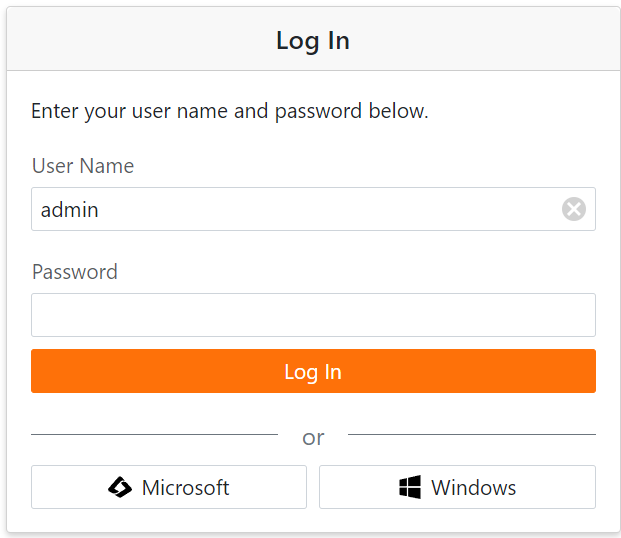 Log In
Enter your user name and password below.
User Name
admin
Password
Log In
or
Microsoft
Windows